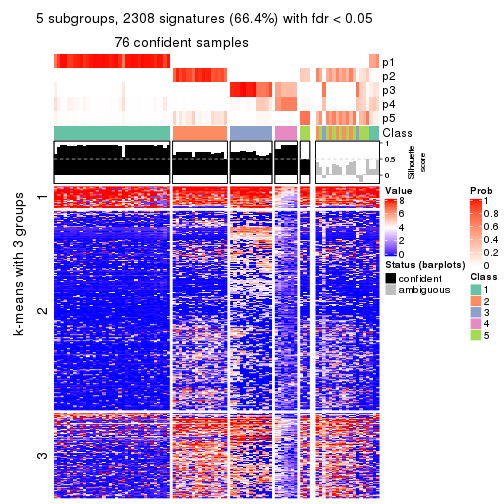 5 subgroups, 2308 signatures (66.4%) with fdr < 0.05
76 confident samples
p1
p2
p3
p4
p5
Class
1
0.5
0
Silhouette
score
k-means with 3 groups
1
2
3
Value
8
6
4
2
0
Status (barplots)
confident
ambiguous
Prob
1
0.8
0.6
0.4
0.2
0
Class
1
2
3
4
5